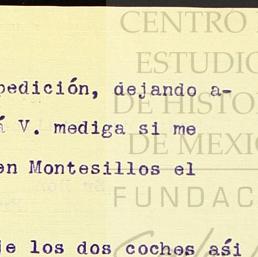 CENTRO
ESTUDIO
pedición, dejando a-
DE HISTO
V. mediga si me
DE MEXIC
en Montesillos el
FUNDAC
je los dos coches así